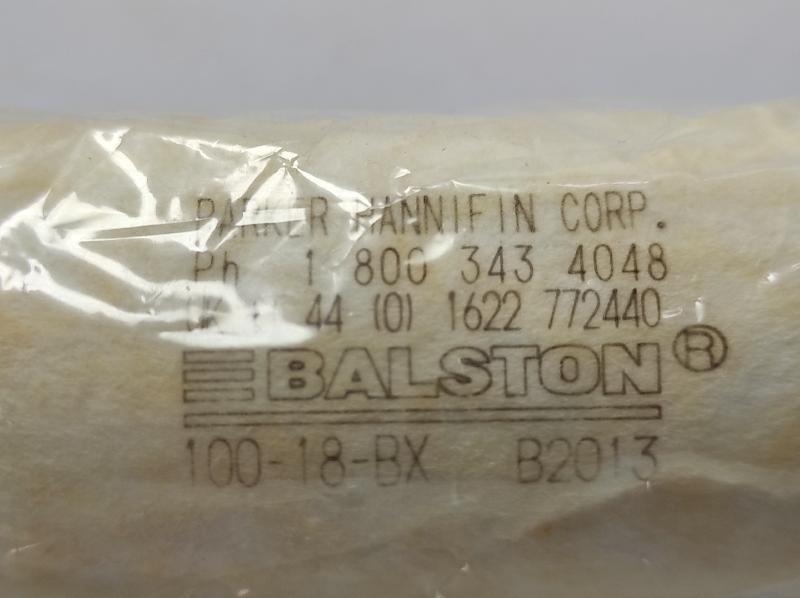 PARKER HANNIFIN CORP.
Ph 1 800 343 4048
44 (0) 1622 772440
BALSTON®
100-18-BX B2013